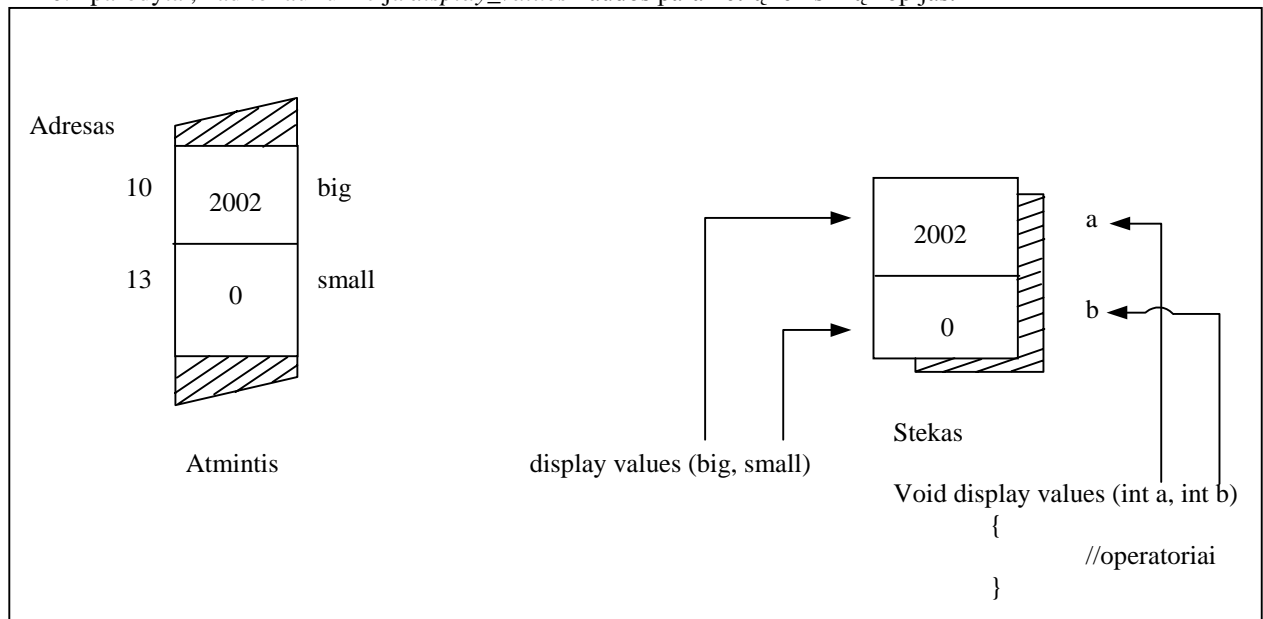 display_values
Adresas
10
2002
big
13
0
small
Atmintis
display values (big, small)
2002
a
0
b
Stekas
Void display values (int a, int b)
{
//operatoriai
}